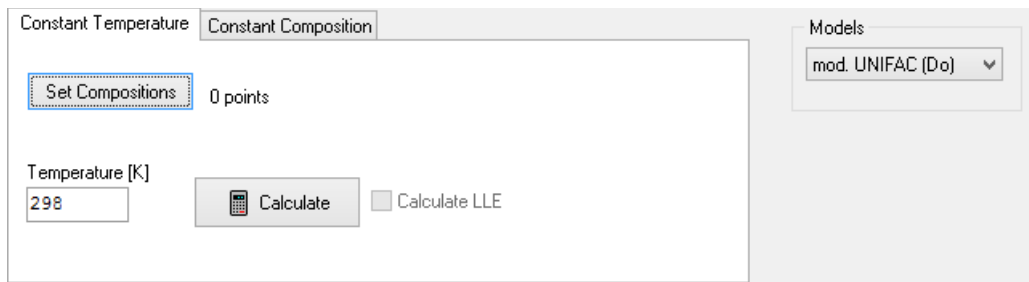 Constant Temperature
Constant Composition
Models
mod. UNIFAC (Do)
Set Compositions
0 points
Temperature [K]
298
Calculate
Calculate LLE